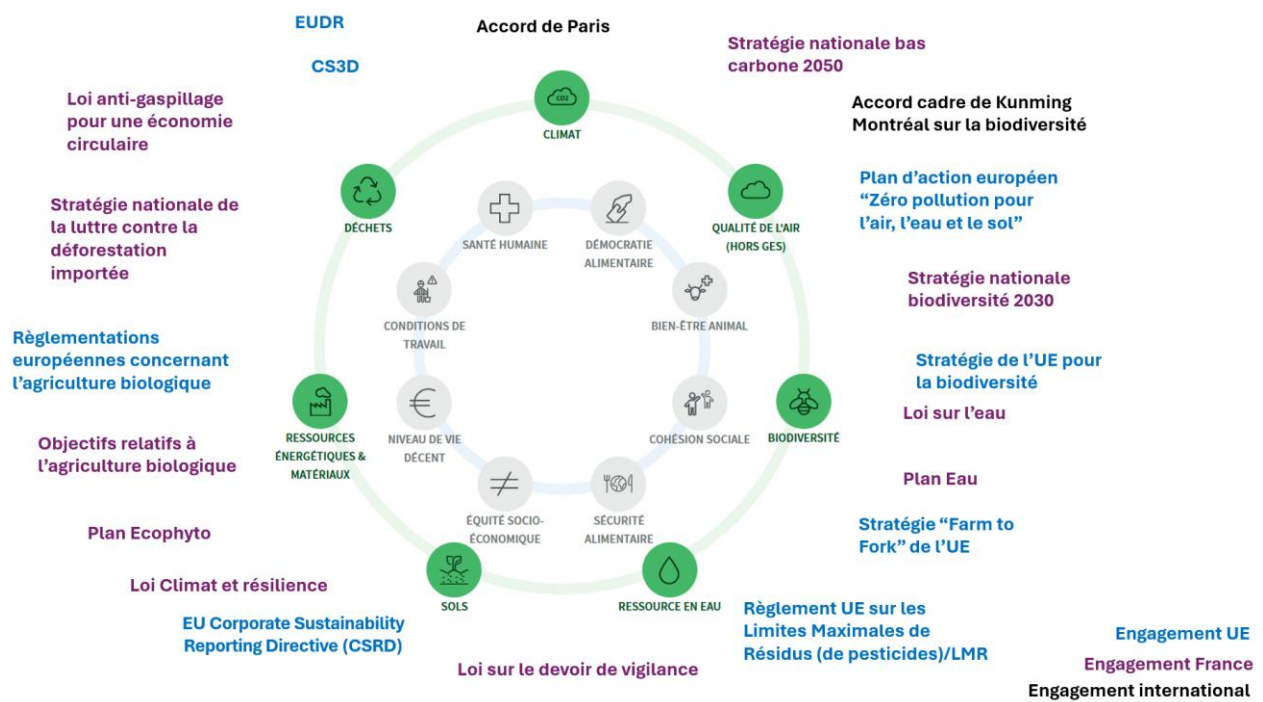 EUDR
Accord de Paris
CS3D
Stratégie nationale bas
carbone 2050
Loi anti-gaspillage
pour une économie
circulaire
CO2
CLIMAT
Accord cadre de Kunming
Montréal sur la biodiversité
Stratégie nationale de
la luttre contre la
déforestation
importée
DÉCHETS
SANTÉ HUMAINE
DÉMOCRATIE
ALIMENTAIRE
QUALITÉ DE L'AIR
(HORS GES)
Plan d’action européen
“Zéro pollution pour
l’air, l’eau et le sol”
CONDITIONS DE
TRAVAIL
BIEN-ÊTRE ANIMAL
Stratégie nationale
biodiversité 2030
Règlementations
européennes concernant
l’agriculture biologique
Stratégie de l’UE pour
la biodiversité
Loi sur l’eau
Objectifs relatifs à
l’agriculture biologique
RESSOURCES
ÉNERGÉTIQUES &
MATÉRIAUX
NIVEAU DE VIE
DÉCENT
COHÉSION SOCIALE
BIODIVERSITÉ
Plan Eau
Plan Ecophyto
ÉQUITÉ SOCIO-
ÉCONOMIQUE
SÉCURITÉ
ALIMENTAIRE
Stratégie “Farm to
Fork” de l’UE
Loi Climat et résilience
SOLS
RESSOURCE EN EAU
EU Corporate Sustainability
Reporting Directive (CSRD)
Règlement UE sur les
Limites Maximales de
Résidus (de pesticides)/LMR
Loi sur le devoir de vigilance
Engagement UE
Engagement France
Engagement international